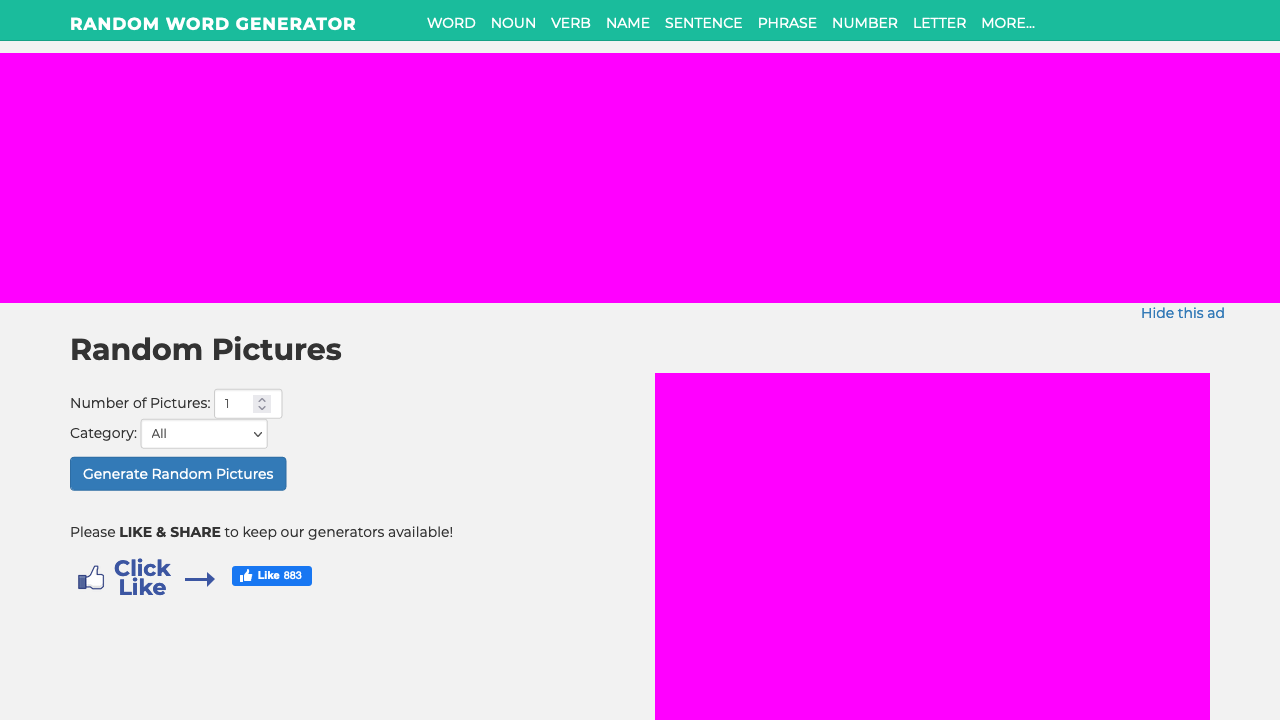 RANDOM WORD GENERATOR WORD NOUN VERB NAME SENTENCE PHRASE NUMBER LETTER MORE...
Hide this ad
Random Pictures
Number of Pictures: 1
Category: All
Generate Random Pictures
Please LIKE & SHARE to keep our generators available!
Click
Like
Like 883